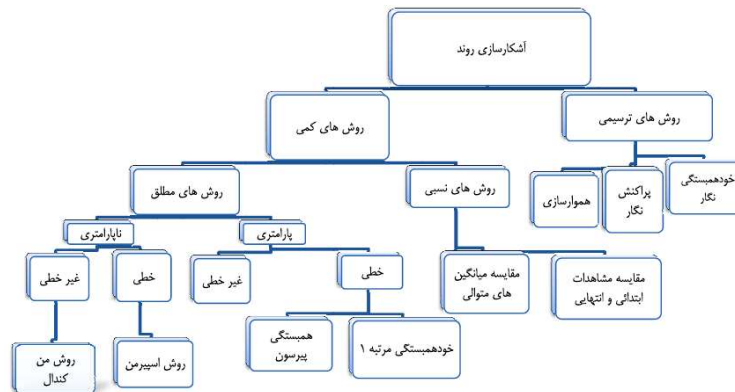 آشکارسازی روند
روش های ترسیمی
روش های کمی
خودهمبستگی
نگار
پراکنش
نگار
هموارسازی
روش های نسبی
روش های مطلق
مقایسه مشاهدات
ابتدائی و انتهایی
مقایسه میانگین
های متوالی
پارامتری
ناپارامتری
خطی
غیر خطی
خطی
غیر خطی
خودهمبستگی مرتبه ۱
همبستگی
پیرسون
روش اسپیرمن
روش من
کندال